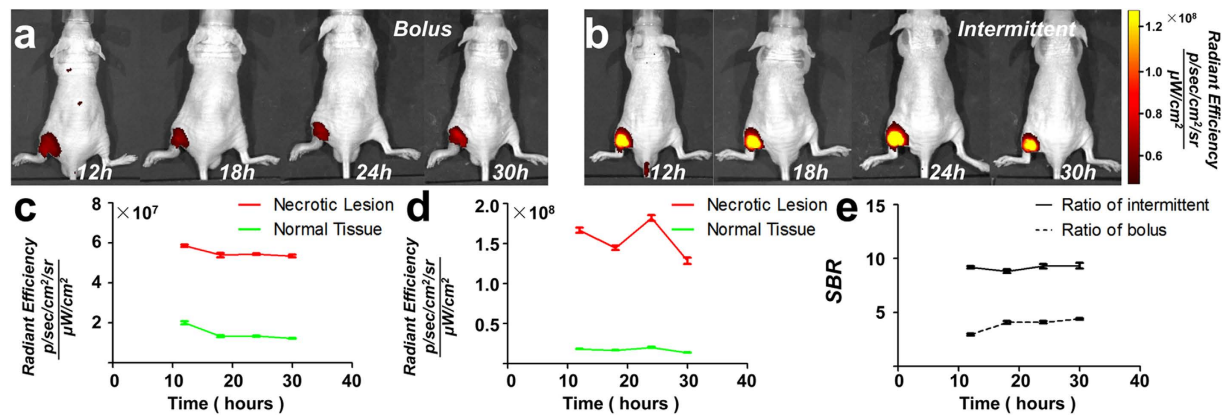 a
Bolus
12h
18h
24h
30h
b
Intermittent
12h
18h
24h
30h
×10⁸
1.2
1.0
0.8
0.6
Radiant Efficiency
p/sec/cm²/sr
µW/cm²
c
×10⁷
Necrotic Lesion
Normal Tissue
8
6
4
2
0
10
20
30
40
Radiant Efficiency
p/sec/cm²/sr
µW/cm²
Time ( hours )
d
×10⁸
Necrotic Lesion
Normal Tissue
2.0
1.5
1.0
0.5
0
10
20
30
40
Radiant Efficiency
p/sec/cm²/sr
µW/cm²
Time ( hours )
e
Ratio of intermittent
Ratio of bolus
15
10
5
0
10
20
30
40
SBR
Time ( hours )